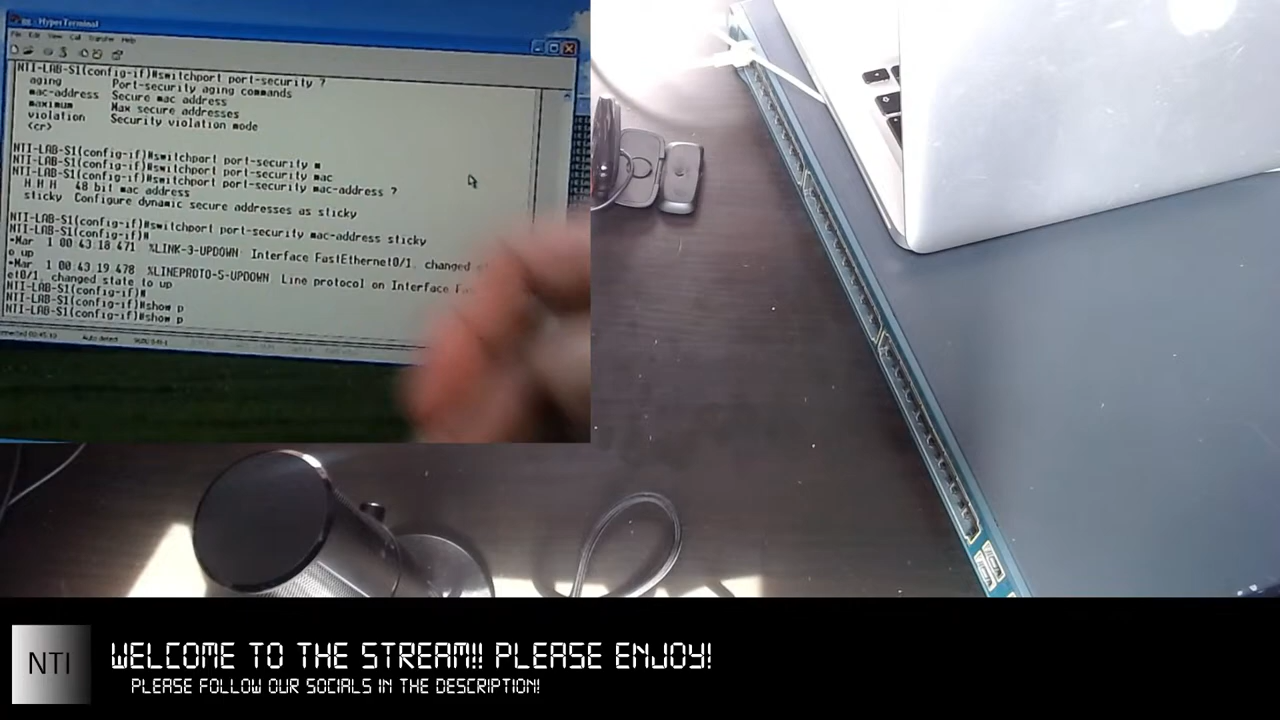 HyperTerminal
File Edit View Call Transfer Help
NTI-LAB-S1(config-if)#switchport port-security ?
aging Port-security aging commands
mac-address Secure mac address
maximum Max secure addresses
violation Security violation mode
<cr>
NTI-LAB-S1(config-if)#switchport port-security m
NTI-LAB-S1(config-if)#switchport port-security mac
NTI-LAB-S1(config-if)#switchport port-security mac-address ?
H.H.H 48 bit mac address
sticky Configure dynamic secure addresses as sticky
NTI-LAB-S1(config-if)#switchport port-security mac-address sticky
NTI-LAB-S1(config-if)#
*Mar 1 00:43:18.471 %LINK-3-UPDOWN Interface FastEthernet0/1, changed
o up
*Mar 1 00:43:19.478 %LINEPROTO-5-UPDOWN Line protocol on Interface
et0/1, changed state to up
NTI-LAB-S1(config-if)#
NTI-LAB-S1(config-if)#show p
NTI-LAB-S1(config-if)#show p
Auto detect
NTI
WELCOME TO THE STREAM!! PLEASE ENJOY!
PLEASE FOLLOW OUR SOCIALS IN THE DESCRIPTION!